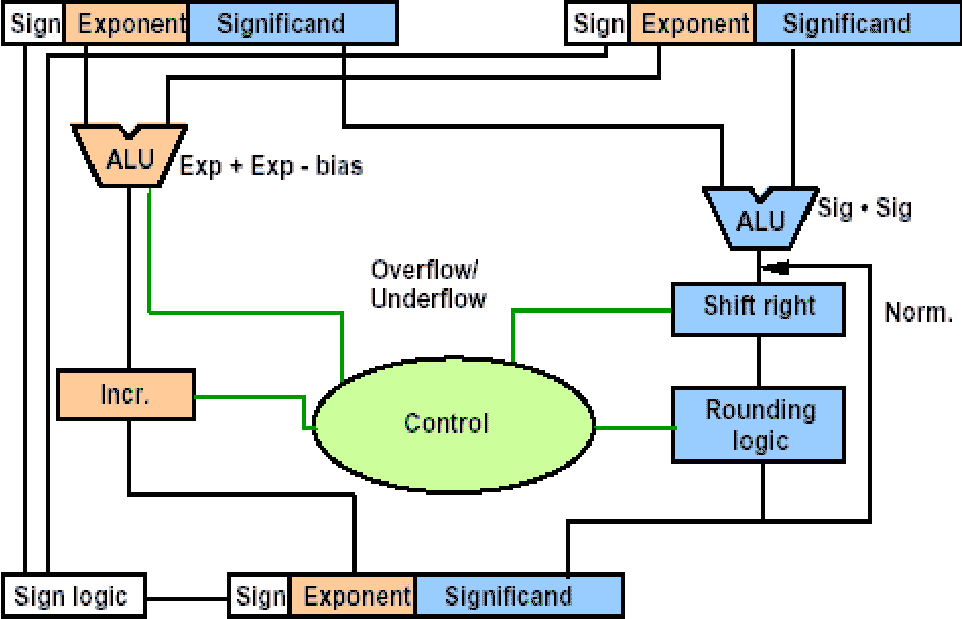 Sign Exponent Significand
Sign Exponent Significand
ALU
Exp + Exp - bias
ALU
Sig • Sig
Overflow/
Underflow
Shift right
Norm.
Incr.
Control
Rounding
logic
Sign logic
Sign Exponent Significand